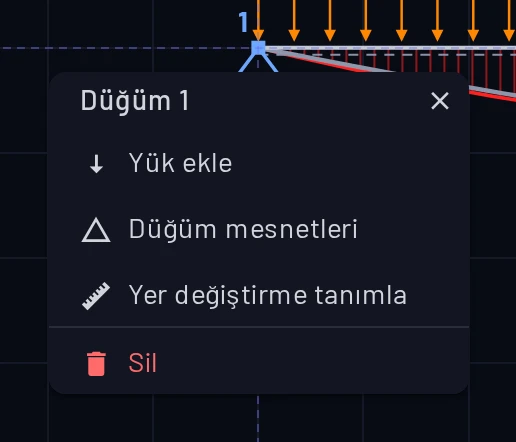 1
Düğüm 1
Yük ekle
Düğüm mesnetleri
Yer değiştirme tanımla
Sil